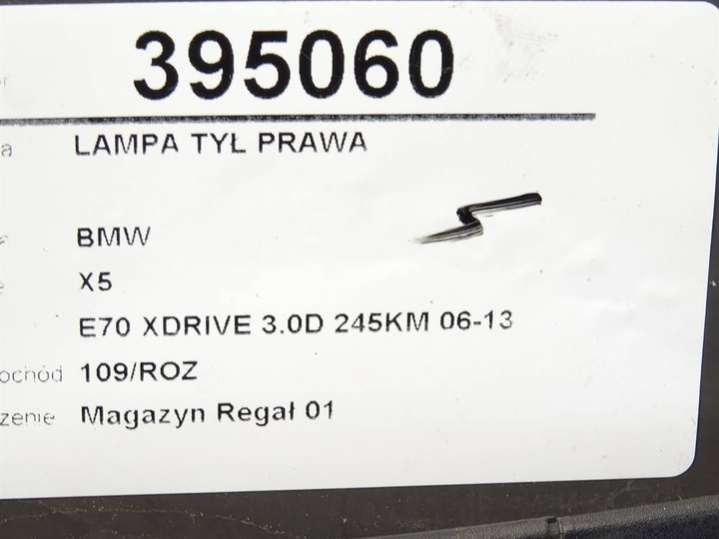 395060
LAMPA TYŁ PRAWA
BMW
X5
E70 XDRIVE 3.0D 245KM 06-13
ochód 109/ROZ
zenie Magazyn Regał 01